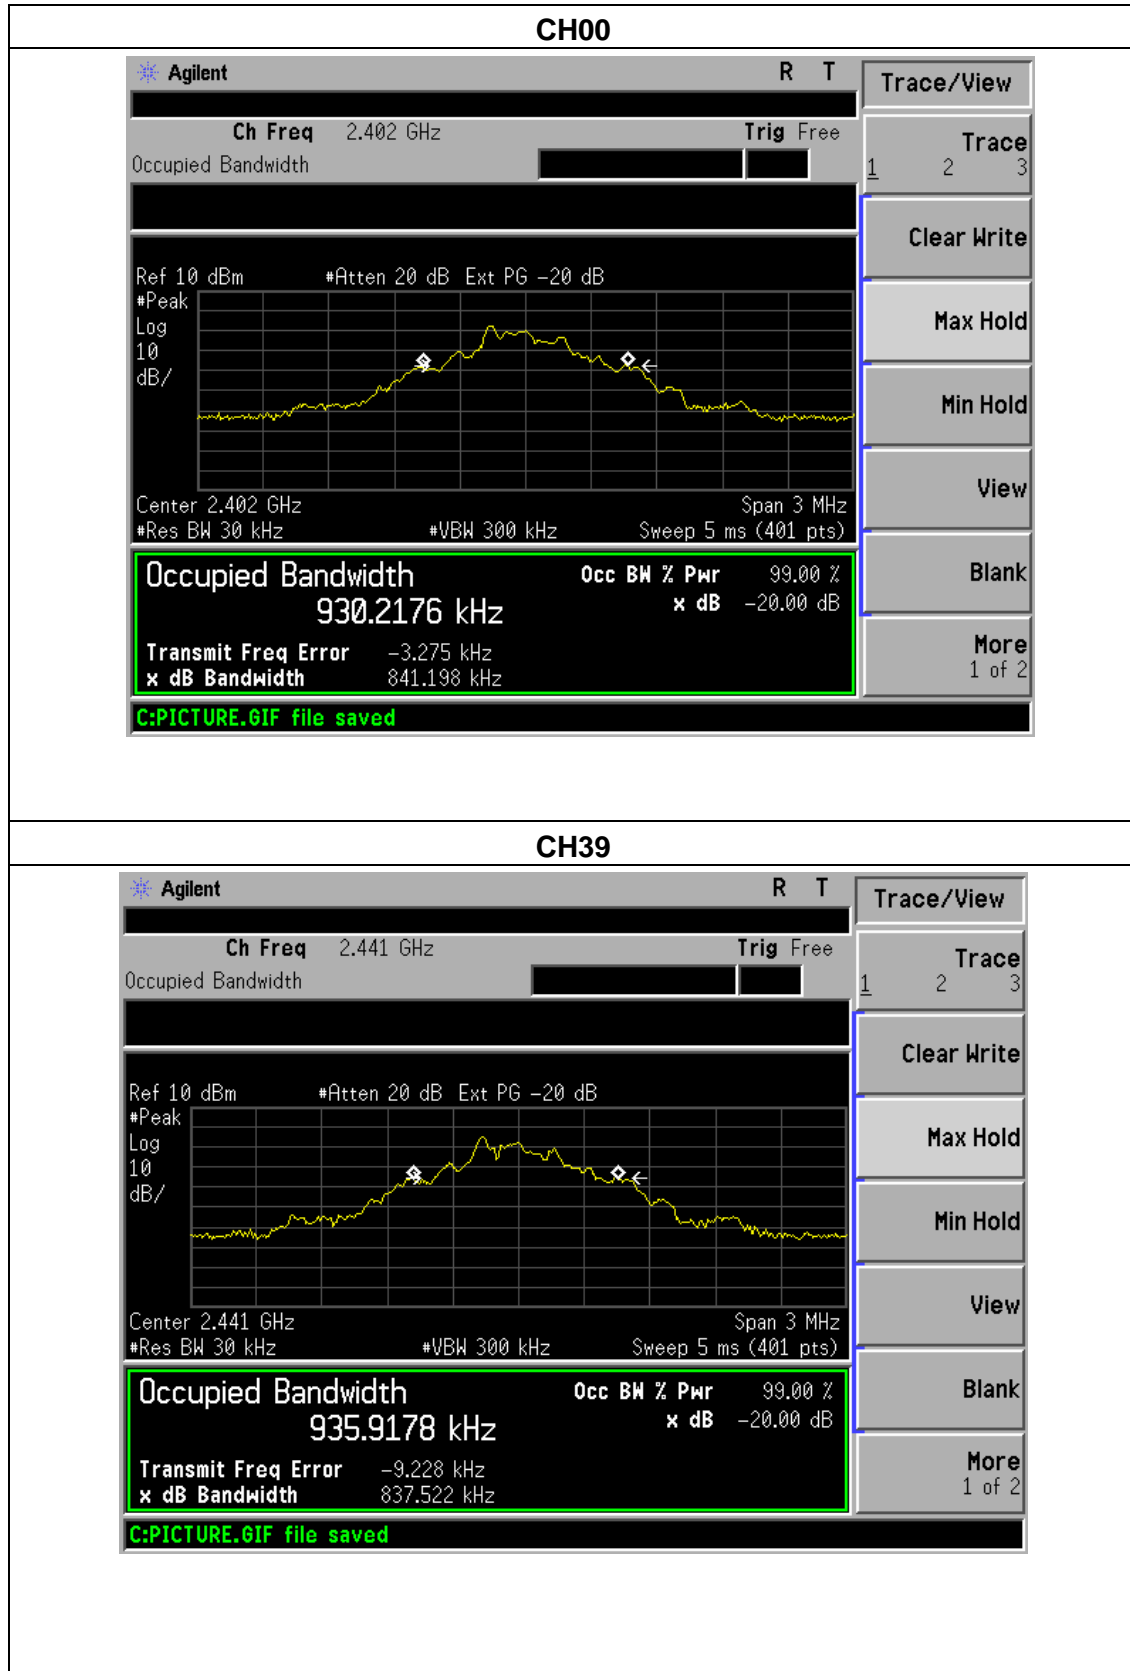 CH00
Agilent R T
Trace/View
Ch Freq 2.402 GHz Trig Free
Occupied Bandwidth
Trace
1 2 3
Clear Write
Ref 10 dBm #Atten 20 dB Ext PG -20 dB
#Peak
Log
10
dB/
Max Hold
Min Hold
View
Center 2.402 GHz Span 3 MHz
#Res BW 30 kHz #VBW 300 kHz Sweep 5 ms (401 pts)
Occupied Bandwidth Occ BW % Pwr 99.00 %
930.2176 kHz x dB -20.00 dB
Blank
Transmit Freq Error -3.275 kHz
x dB Bandwidth 841.198 kHz
More
1 of 2
C:PICTURE.GIF file saved
CH39
Agilent R T
Trace/View
Ch Freq 2.441 GHz Trig Free
Occupied Bandwidth
Trace
1 2 3
Clear Write
Ref 10 dBm #Atten 20 dB Ext PG -20 dB
#Peak
Log
10
dB/
Max Hold
Min Hold
View
Center 2.441 GHz Span 3 MHz
#Res BW 30 kHz #VBW 300 kHz Sweep 5 ms (401 pts)
Occupied Bandwidth Occ BW % Pwr 99.00 %
935.9178 kHz x dB -20.00 dB
Blank
Transmit Freq Error -9.228 kHz
x dB Bandwidth 837.522 kHz
More
1 of 2
C:PICTURE.GIF file saved